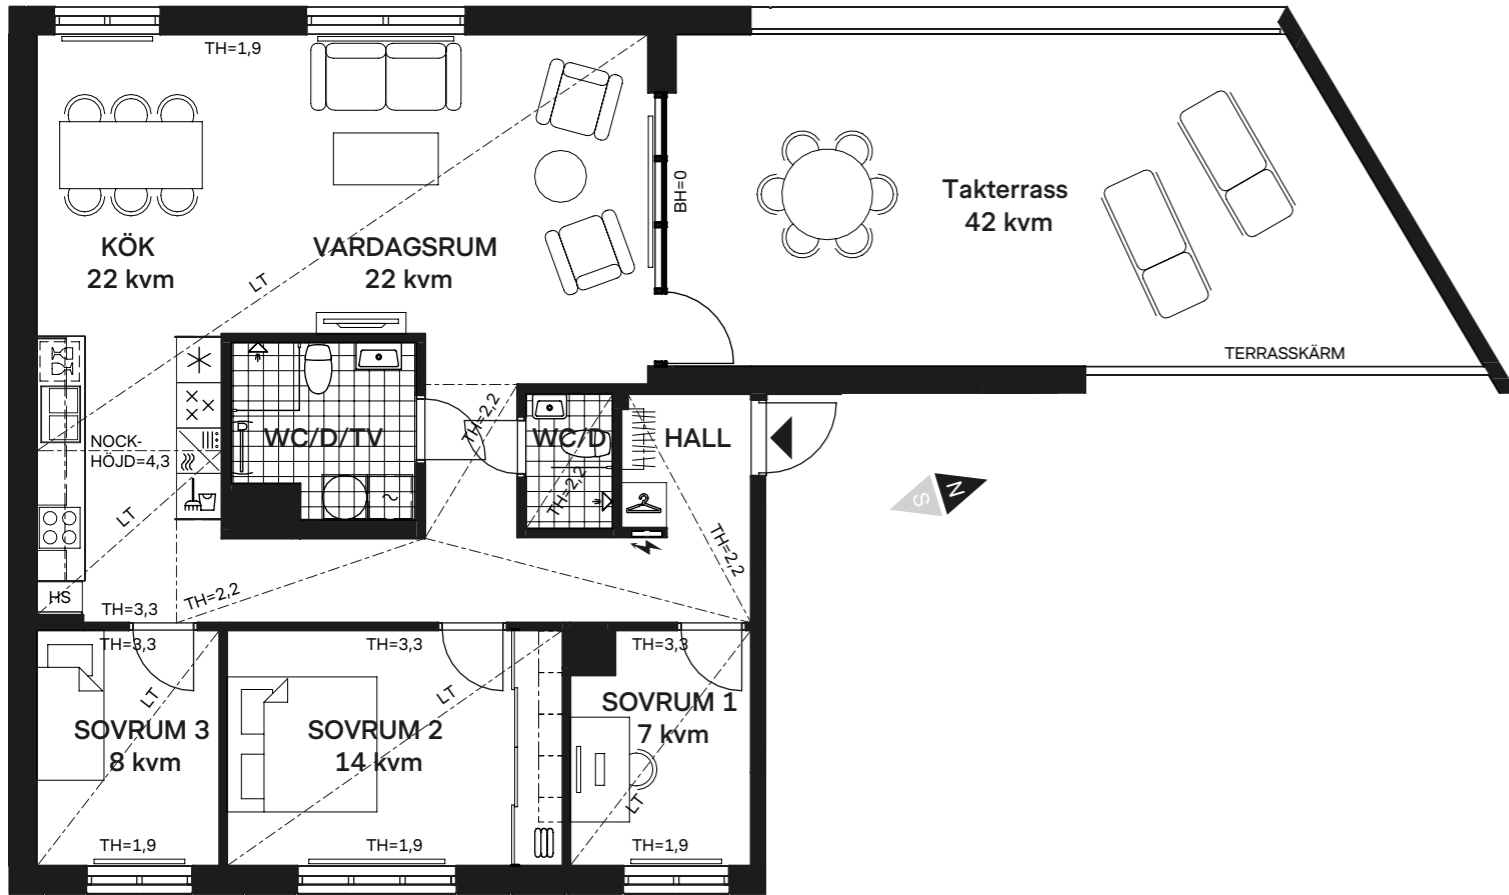 TH=1,9
BH=0
Takterrass
42 kvm
KÖK
22 kvm
VARDAGSRUM
22 kvm
LT
TERRASSKÄRM
NOCK-
HÖJD=4,3
WC/D/TV
TH=2,2
WC/D
TH=2,2
HALL
S
N
LT
TH=2,2
HS
TH=3,3
TH=2,2
TH=3,3
TH=3,3
TH=3,3
LT
LT
SOVRUM 3
8 kvm
SOVRUM 2
14 kvm
SOVRUM 1
7 kvm
LT
TH=1,9
TH=1,9
TH=1,9